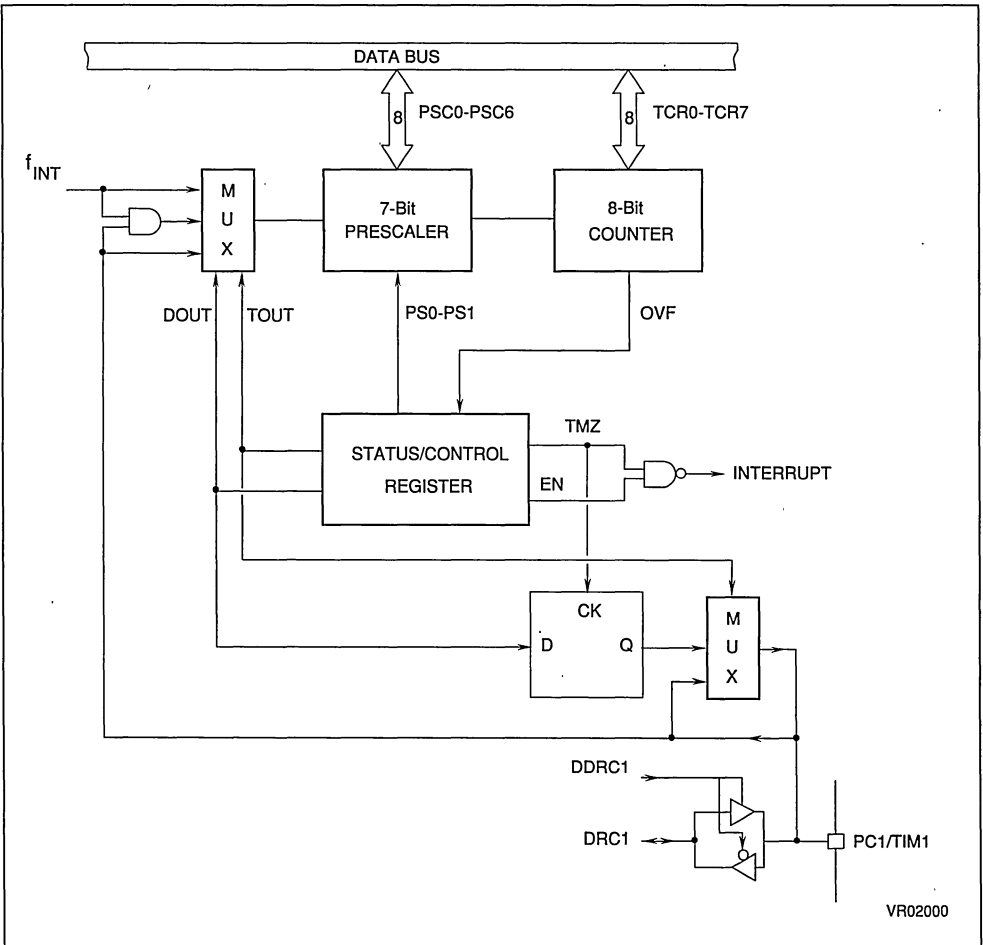 DATA BUS
8 PSC0-PSC6
8 TCR0-TCR7
fINT
M
U
X
7-Bit
PRESCALER
8-Bit
COUNTER
DOUT
TOUT
PS0-PS1
OVF
STATUS/CONTROL
REGISTER
TMZ
EN
INTERRUPT
CK
D
Q
M
U
X
DDRC1
DRC1
PC1/TIM1
VR02000